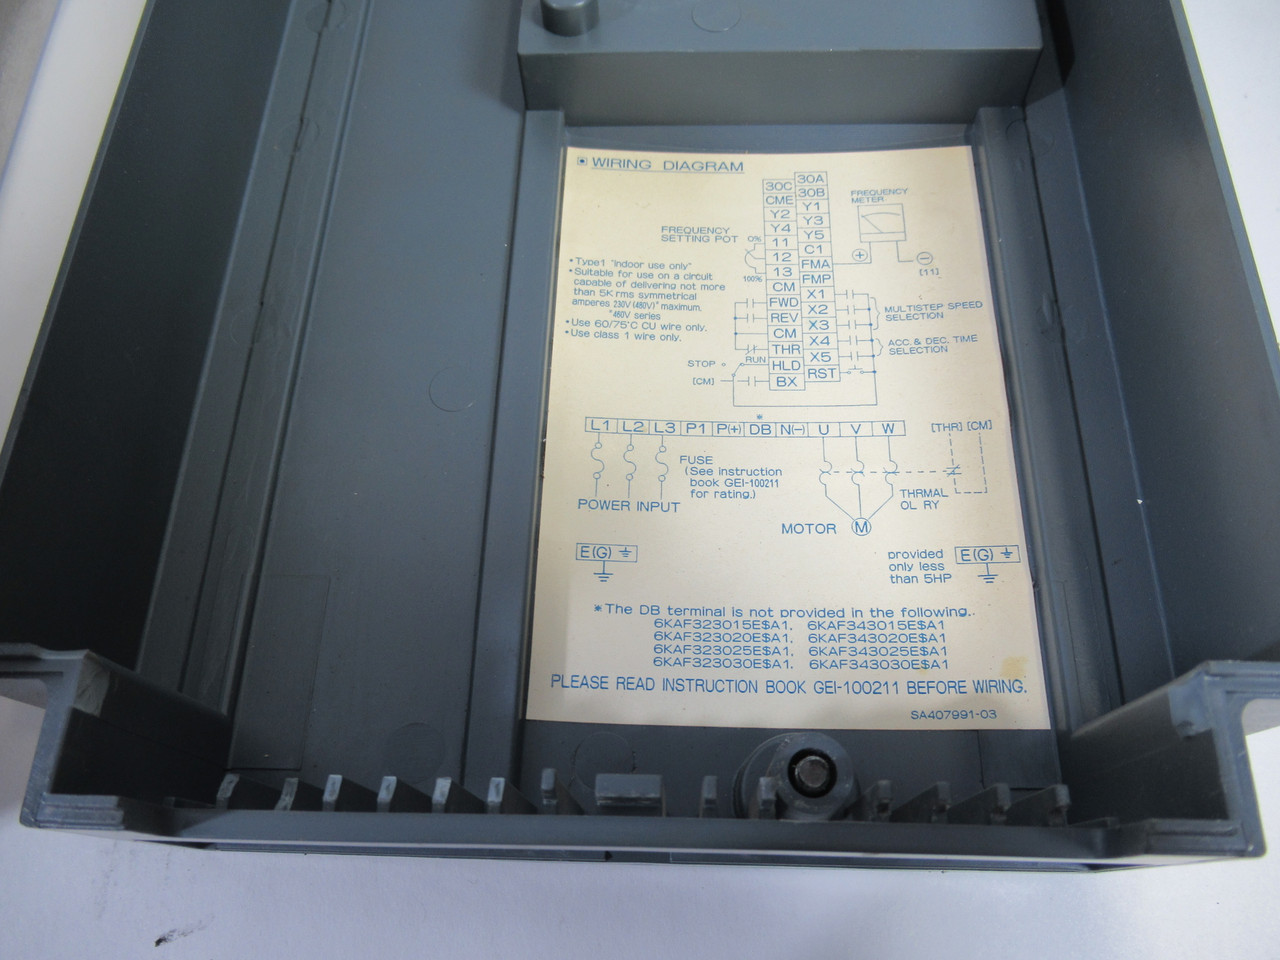 WIRING DIAGRAM
30A
30C
30B
CME
Y1
Y2
Y3
Y4
Y5
11
C1
12
FMA
13
FMP
CM
X1
FWD
X2
REV
X3
CM
X4
THR
X5
HLD
RST
BX
FREQUENCY
METER
+
−
[11]
FREQUENCY
SETTING POT
0%
100%
• Type1 "Indoor use only"
• Suitable for use on a circuit
capable of delivering not more
than 5K rms symmetrical
amperes 230V (480V)* maximum.
*460V series
• Use 60/75°C CU wire only.
• Use class 1 wire only.
MULTISTEP SPEED
SELECTION
ACC. & DEC. TIME
SELECTION
STOP
RUN
[CM]
*
L1 L2 L3 P1 P(+) DB N(-) U V W
[THR] [CM]
FUSE
(See instruction
book GEI-100211
for rating.)
POWER INPUT
THRMAL
OL RY
MOTOR
M
E(G)
provided
only less
than 5HP
E(G)
* The DB terminal is not provided in the following..
6KAF323015E$A1. 6KAF343015E$A1
6KAF323020E$A1. 6KAF343020E$A1
6KAF323025E$A1. 6KAF343025E$A1
6KAF323030E$A1. 6KAF343030E$A1
PLEASE READ INSTRUCTION BOOK GEI-100211 BEFORE WIRING.
SA407991-03